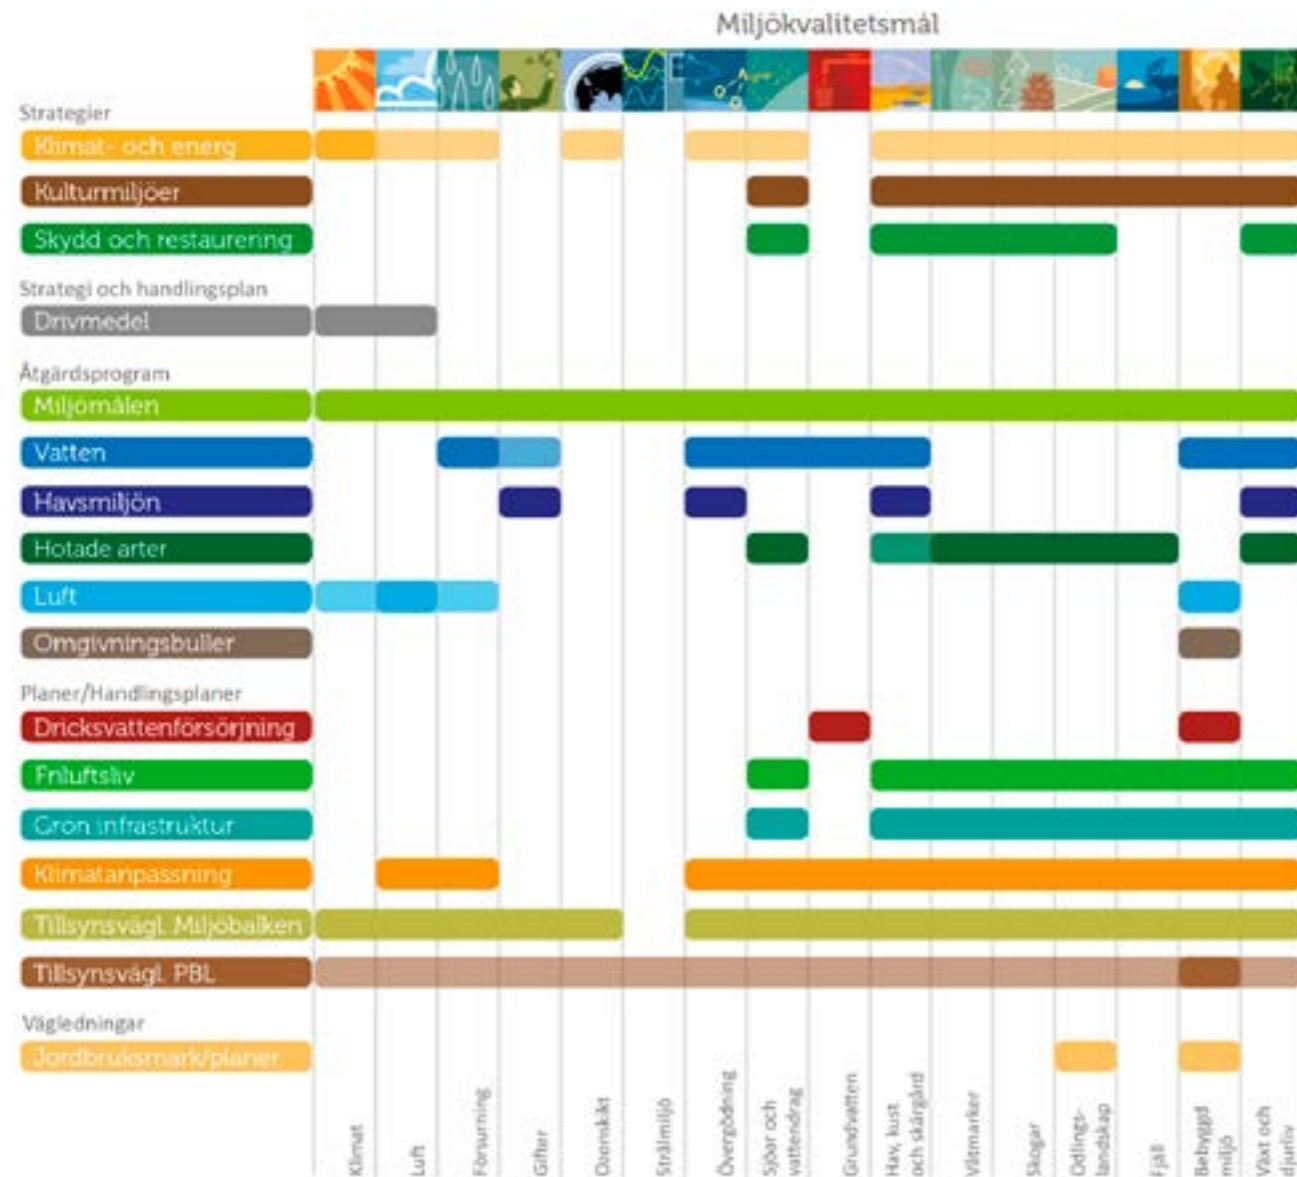 Miljökvalitetsmål
Strategier
Klimat- och energ
Kulturmiljöer
Skydd och restaurering
Strategi och handlingsplan
Drivmedel
Åtgärdsprogram
Miljömålen
Vatten
Havsmiljön
Hotade arter
Luft
Omgivningsbuller
Planer/Handlingsplaner
Dricksvattenförsörjning
Friluftsliv
Grön infrastruktur
Klimatanpassning
Tillsynsvägl. Miljöbalken
Tillsynsvägl. PBL
Vägledningar
Jordbruksmark/planer
Klimat
Luft
Försurning
Gifter
Ozonskikt
Strålmiljö
Övergödning
Sjöar och
vattendrag
Grundvatten
Hav, kust
och skärgård
Våtmarker
Skogar
Odlings-
landskap
Fjäll
Bebyggd
miljö
Växt och
djurliv